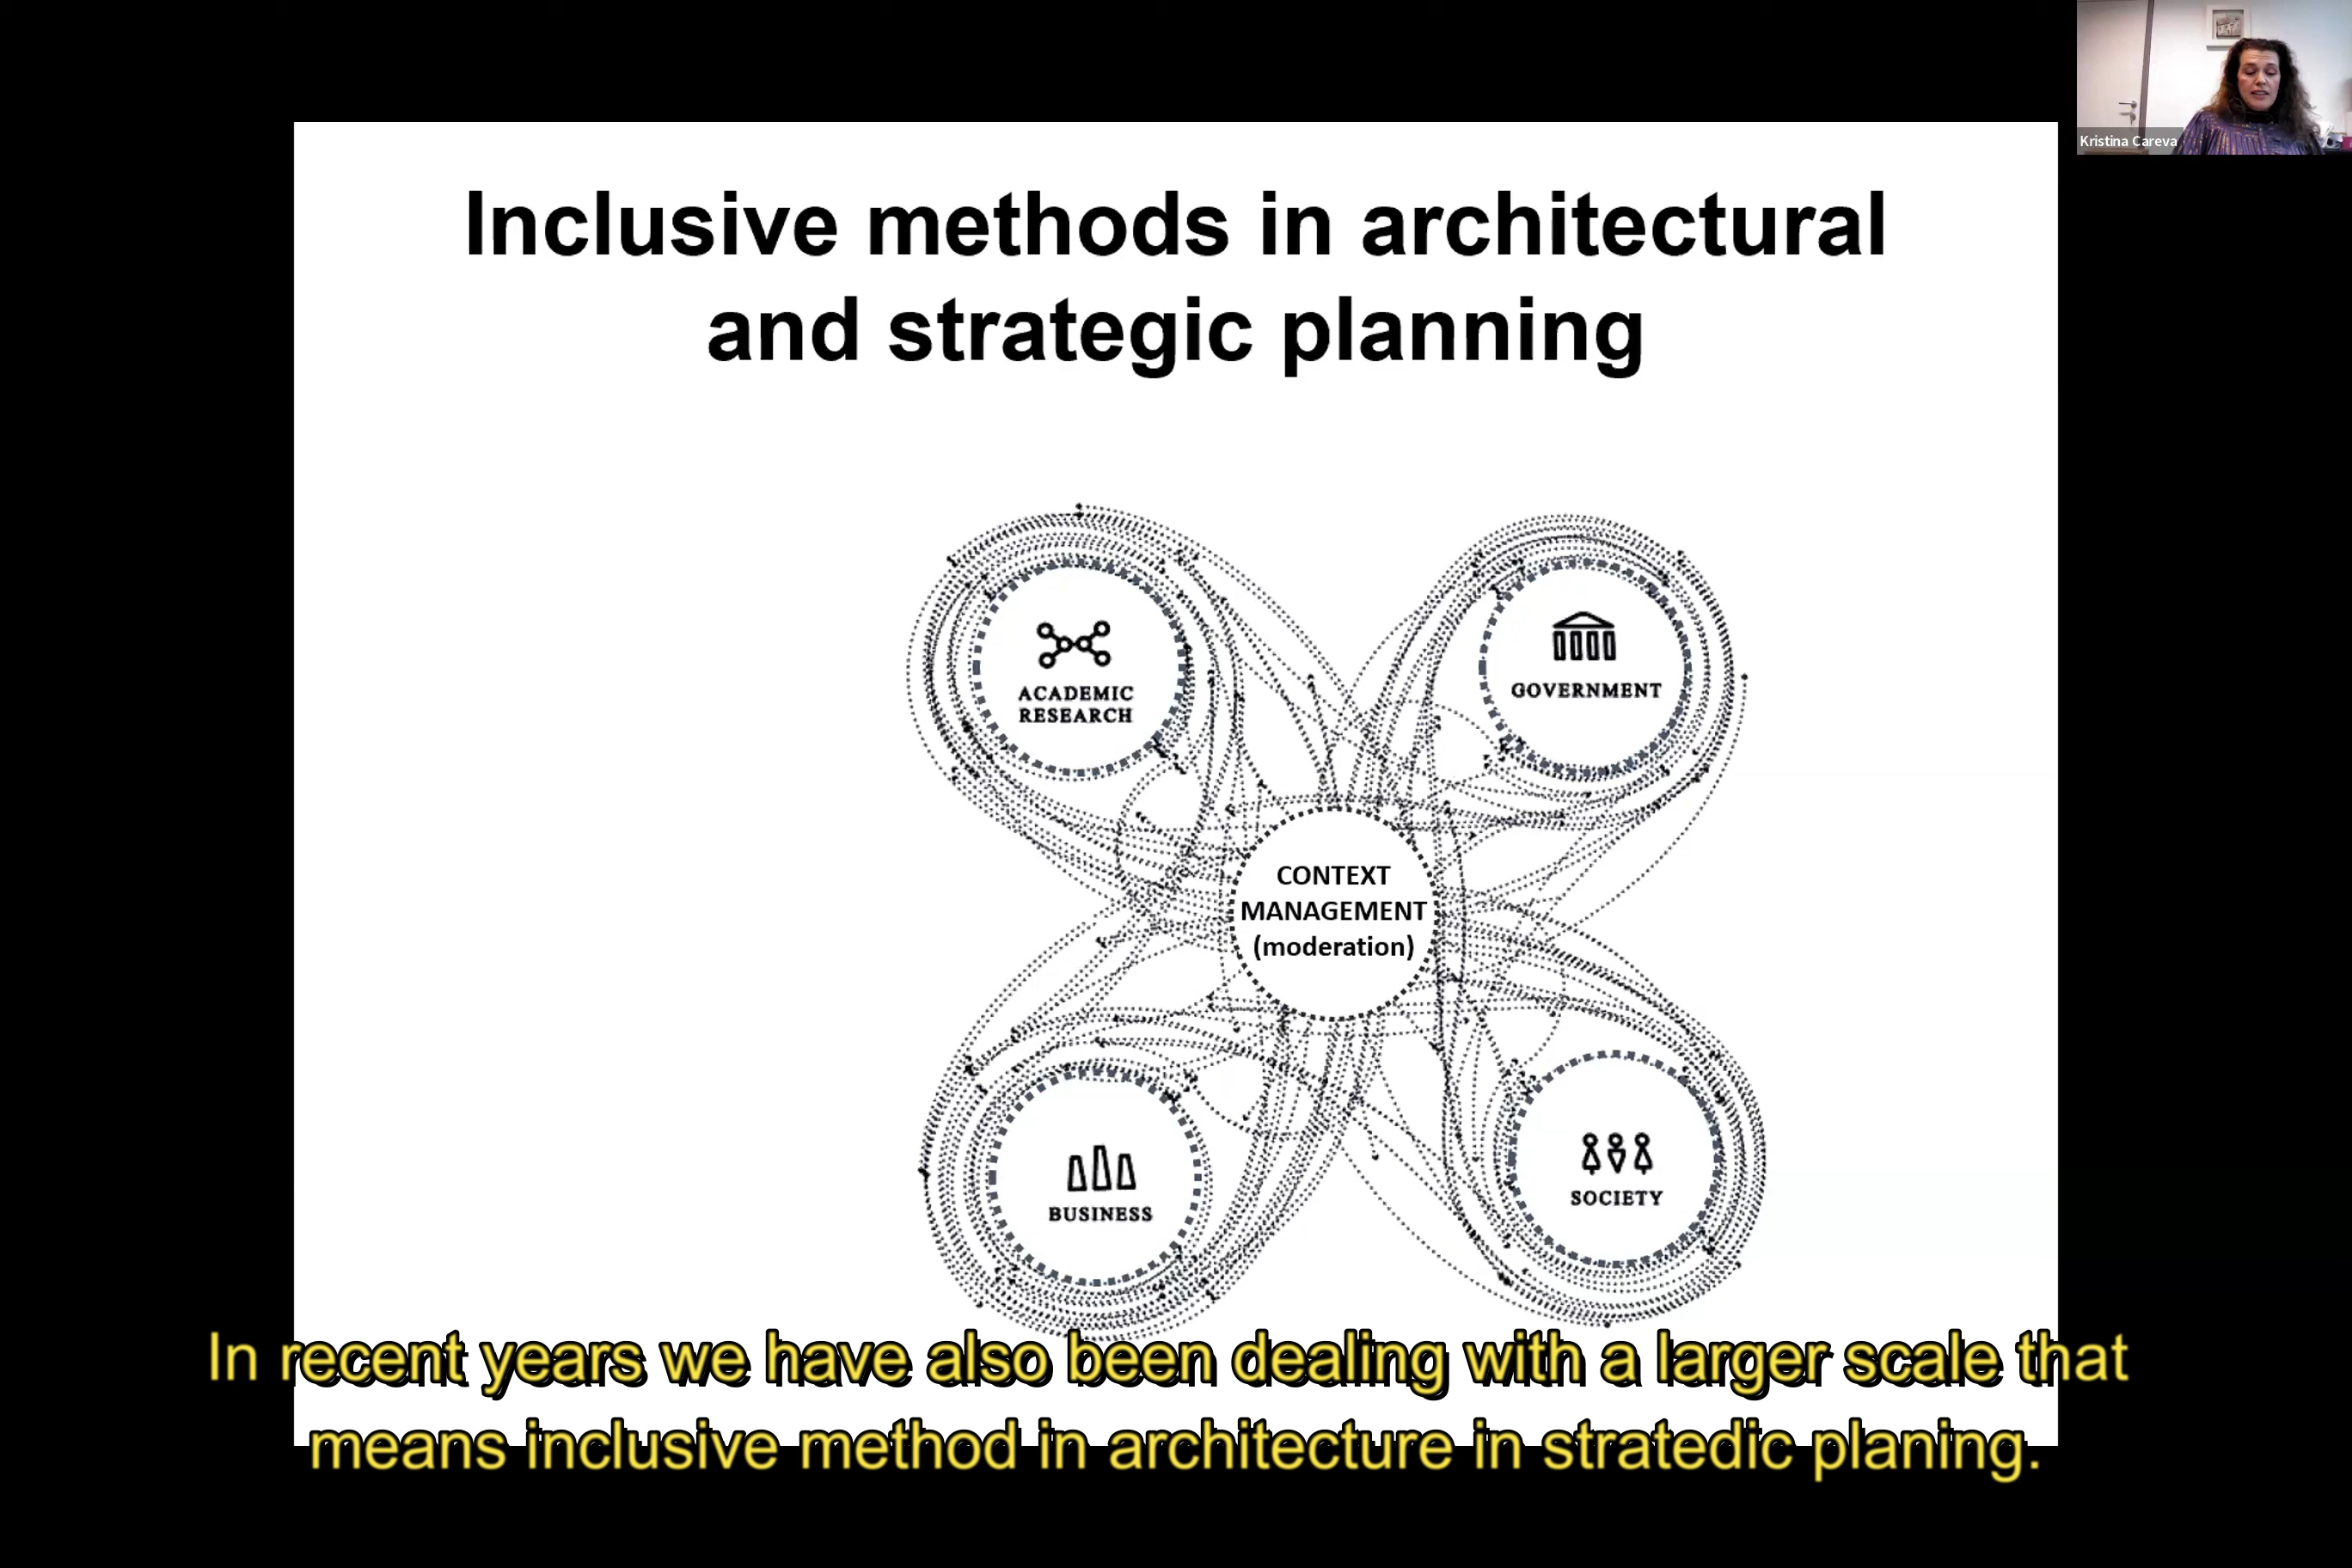 Kristina Careva
Inclusive methods in architectural
and strategic planning
ACADEMIC
RESEARCH
GOVERNMENT
CONTEXT
MANAGEMENT
(moderation)
BUSINESS
SOCIETY
In recent years we have also been dealing with a larger scale that
means inclusive method in architecture in stratedic planing.